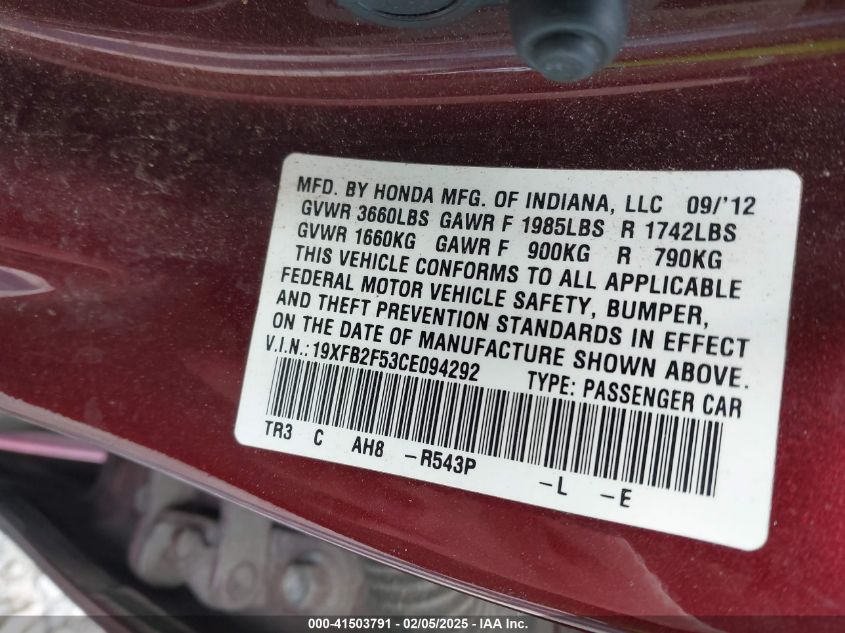 MFD. BY HONDA MFG. OF INDIANA, LLC 09/'12
GVWR 3660LBS GAWR F 1985LBS R 1742LBS
GVWR 1660KG GAWR F 900KG R 790KG
THIS VEHICLE CONFORMS TO ALL APPLICABLE
FEDERAL MOTOR VEHICLE SAFETY, BUMPER,
AND THEFT PREVENTION STANDARDS IN EFFECT
ON THE DATE OF MANUFACTURE SHOWN ABOVE.
V.I.N.:19XFB2F53CE094292 TYPE: PASSENGER CAR
TR3 C AH8 -R543P -L -E
000-41503791 - 02/05/2025 - Copyright © 2025 - IAA, Inc.